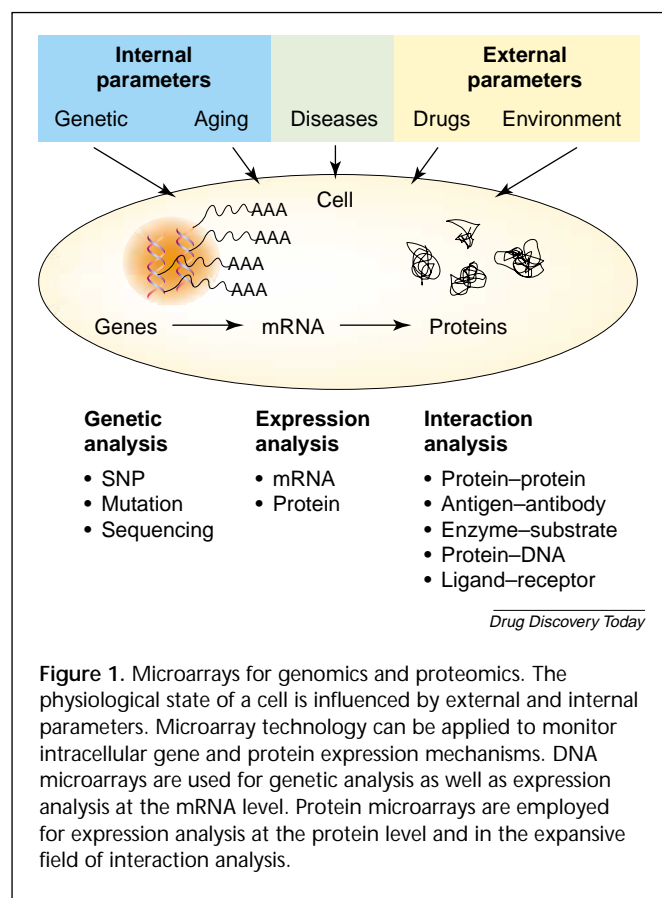 Internal parameters
External parameters
Genetic
Aging
Diseases
Drugs
Environment
Cell
AAA
AAA
AAA
AAA
Genes
mRNA
Proteins
Genetic analysis
• SNP
• Mutation
• Sequencing
Expression analysis
• mRNA
• Protein
Interaction analysis
• Protein–protein
• Antigen–antibody
• Enzyme–substrate
• Protein–DNA
• Ligand–receptor
Drug Discovery Today
Figure 1. Microarrays for genomics and proteomics. The
physiological state of a cell is influenced by external and internal
parameters. Microarray technology can be applied to monitor
intracellular gene and protein expression mechanisms. DNA
microarrays are used for genetic analysis as well as expression
analysis at the mRNA level. Protein microarrays are employed
for expression analysis at the protein level and in the expansive
field of interaction analysis.